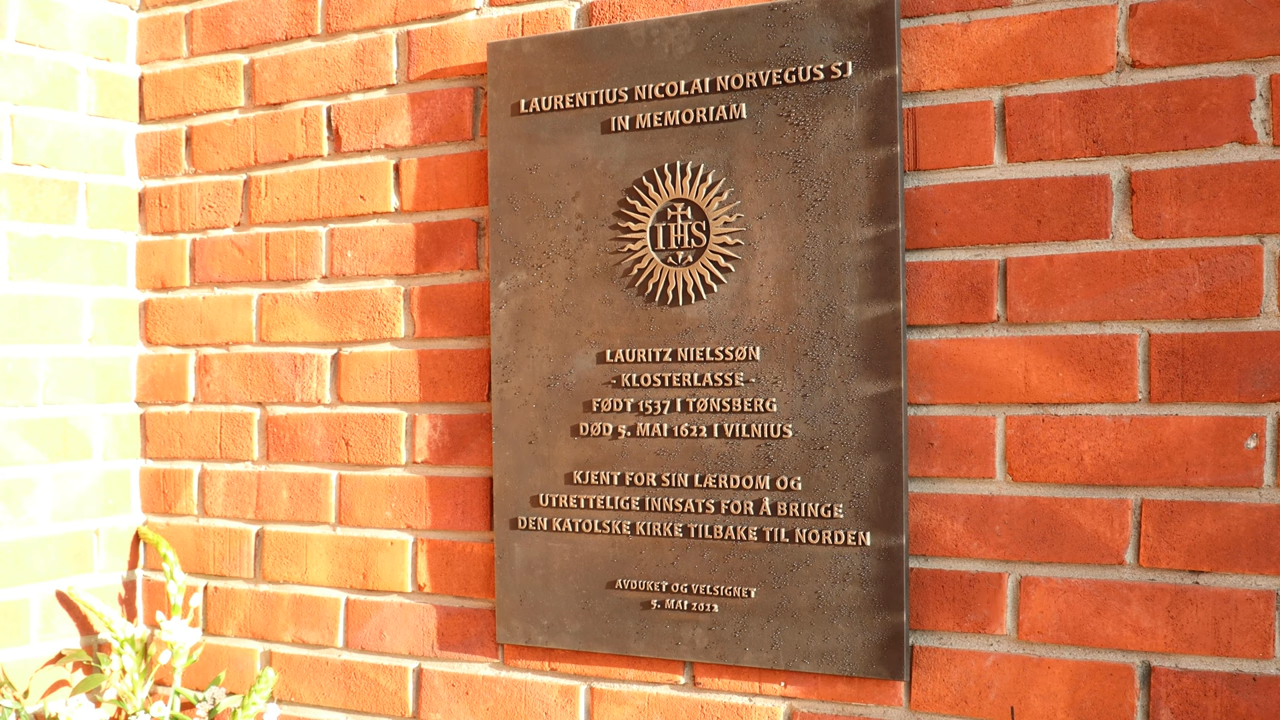 LAURENTIUS NICOLAI NORVEGUS SJ
IN MEMORIAM
IHS
LAURITZ NIELSSØN
- KLOSTERLASSE -
FØDT 1537 I TØNSBERG
DØD 5. MAI 1622 I VILNIUS
KJENT FOR SIN LÆRDOM OG
UTRETTELIGE INNSATS FOR Å BRINGE
DEN KATOLSKE KIRKE TILBAKE TIL NORDEN
AVDUKET OG VELSIGNET
5. MAI 2022